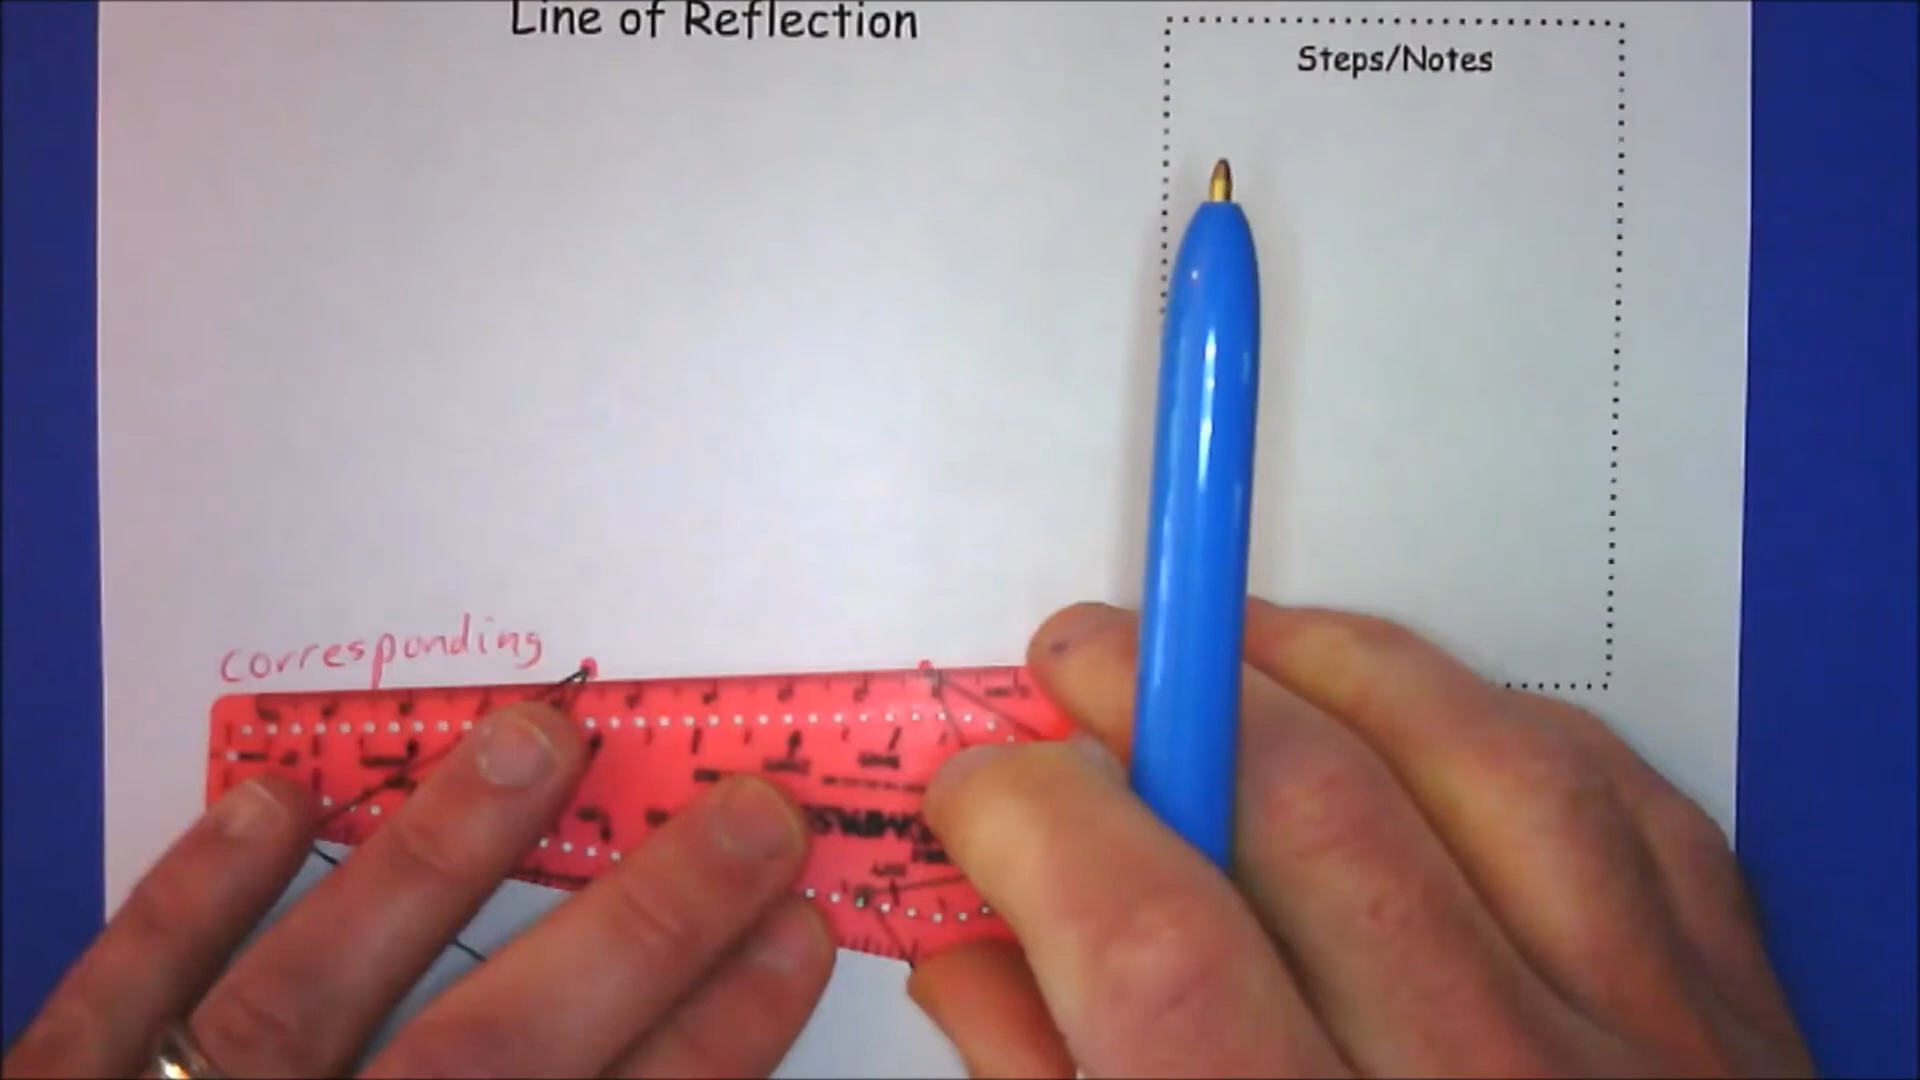 Line of Reflection
Steps/Notes
corresponding